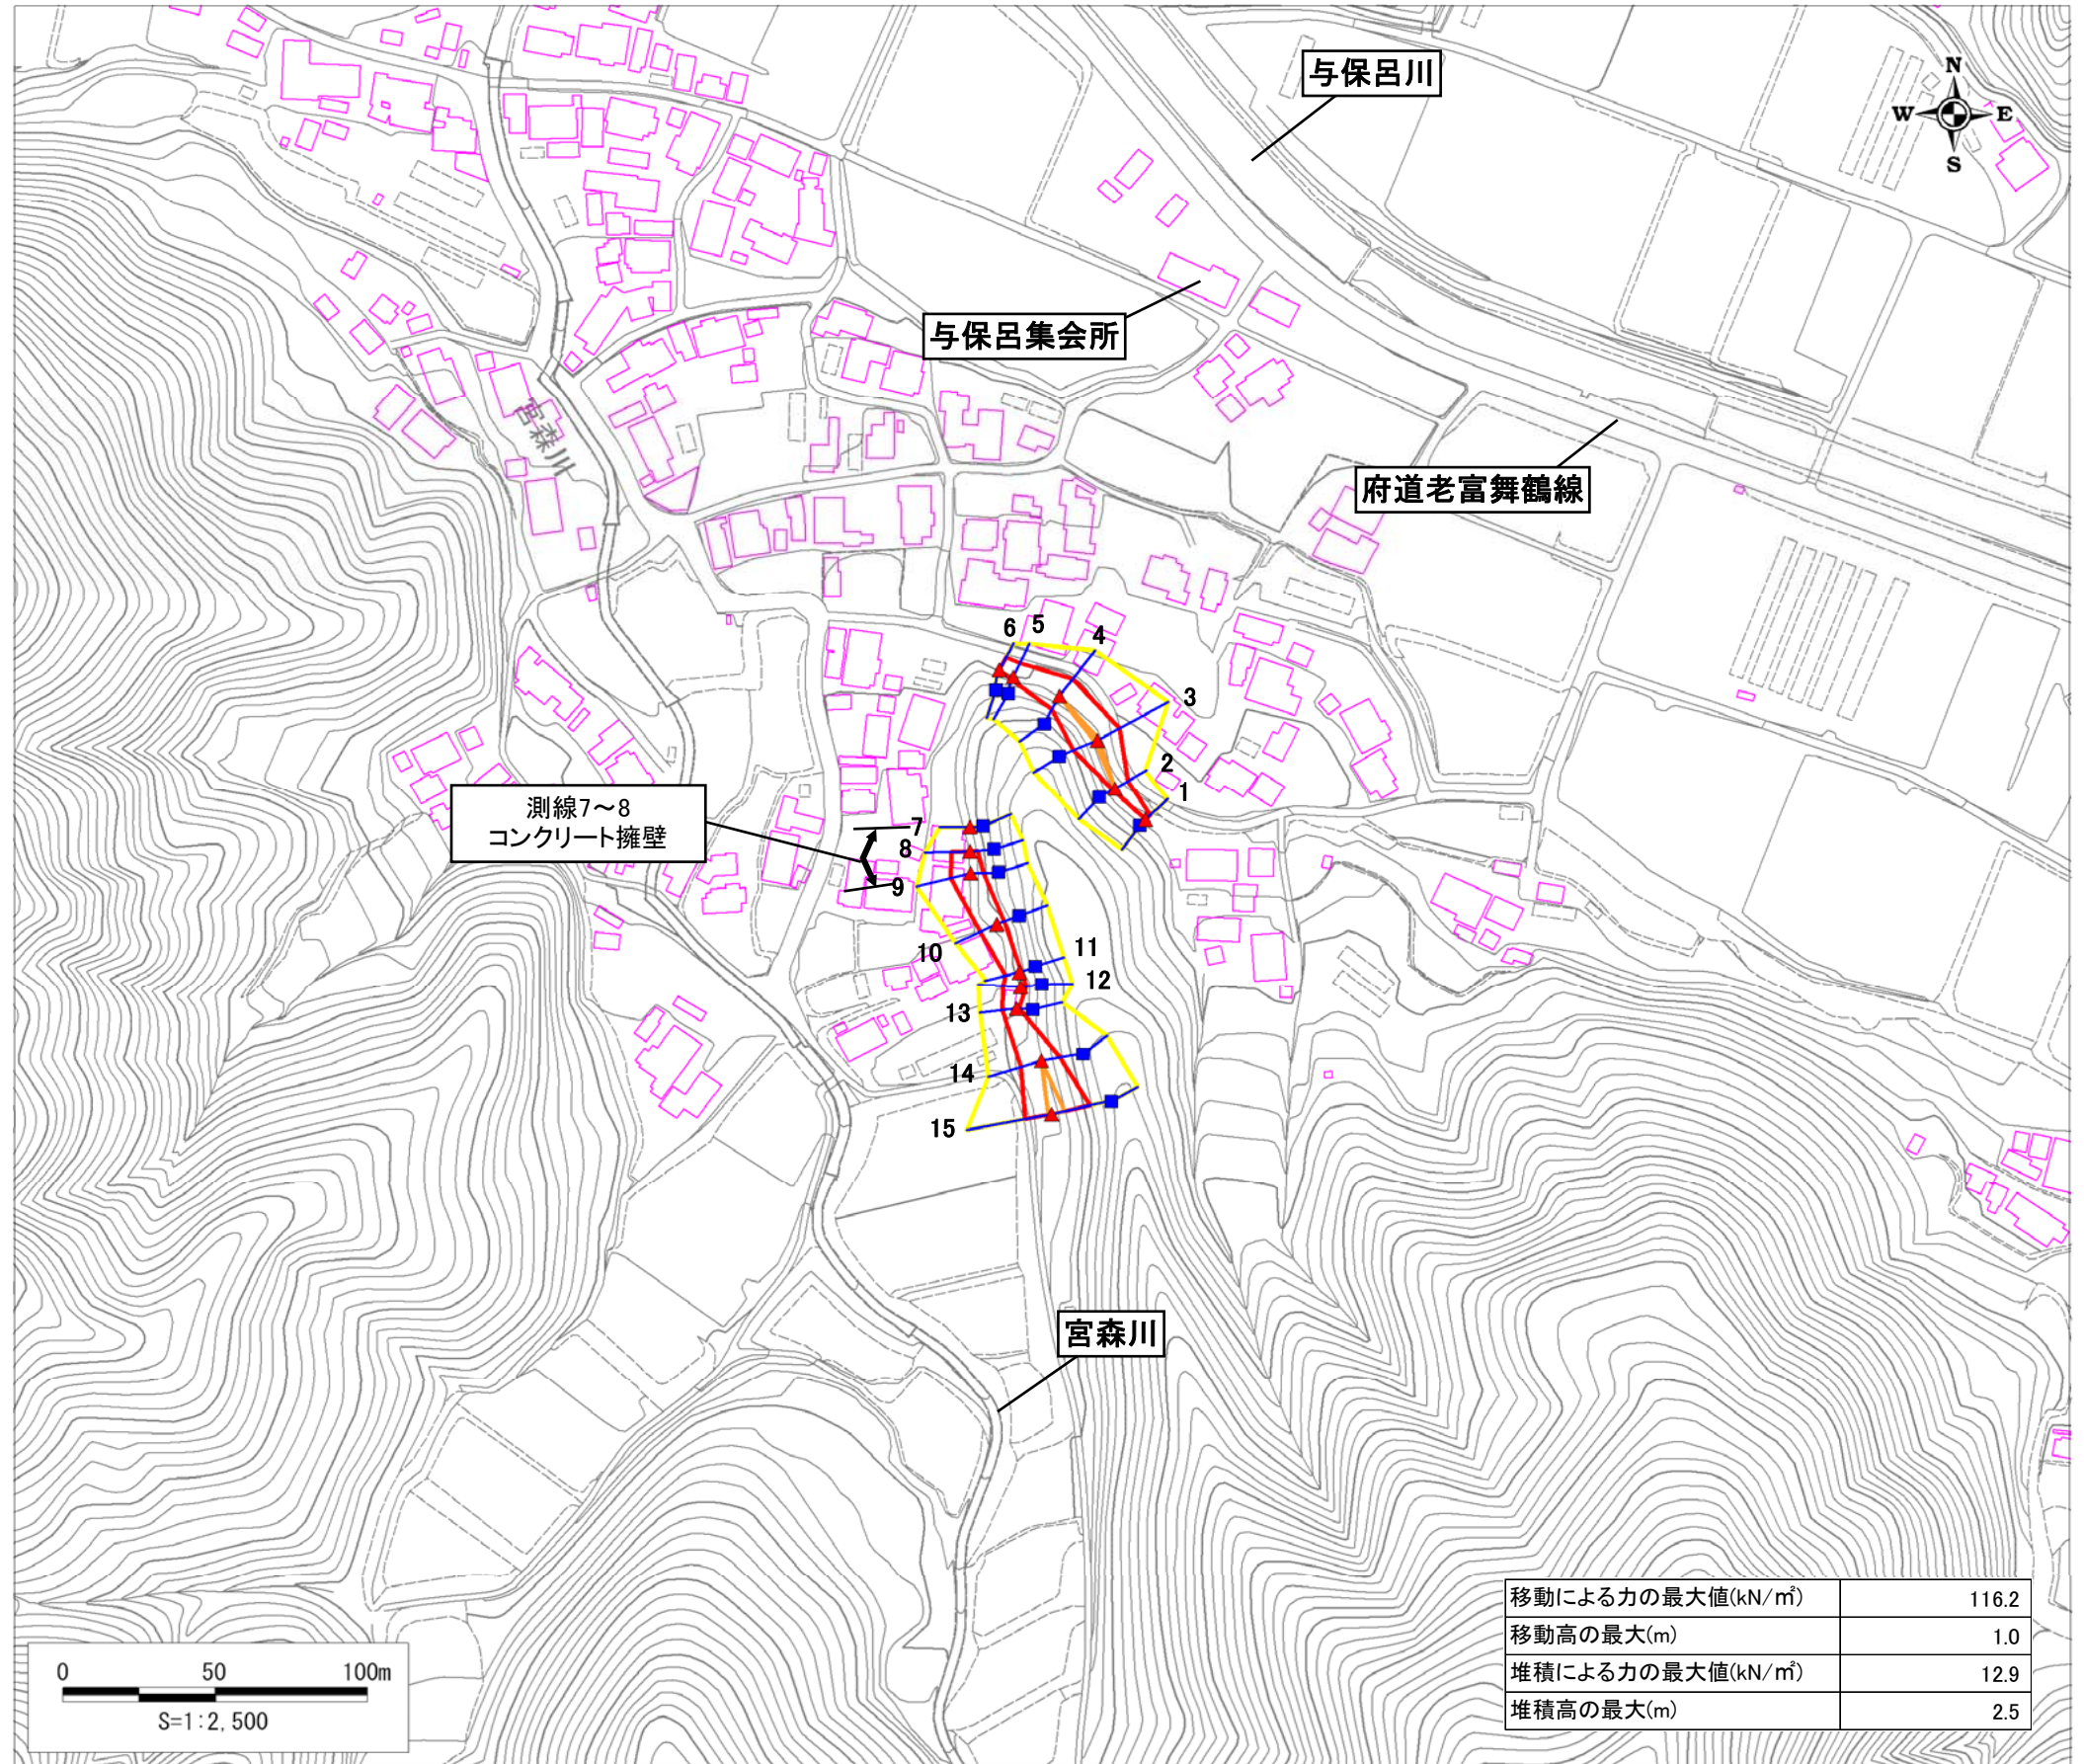 与保呂川
N
W
E
S
与保呂集会所
宮森川
府道老富舞鶴線
6
5
4
3
2
1
測線7～8
コンクリート擁壁
7
8
9
10
11
12
13
14
15
宮森川
移動による力の最大値(kN/㎡) 116.2
移動高の最大(m) 1.0
堆積による力の最大値(kN/㎡) 12.9
堆積高の最大(m) 2.5
0 50 100m
S=1:2,500